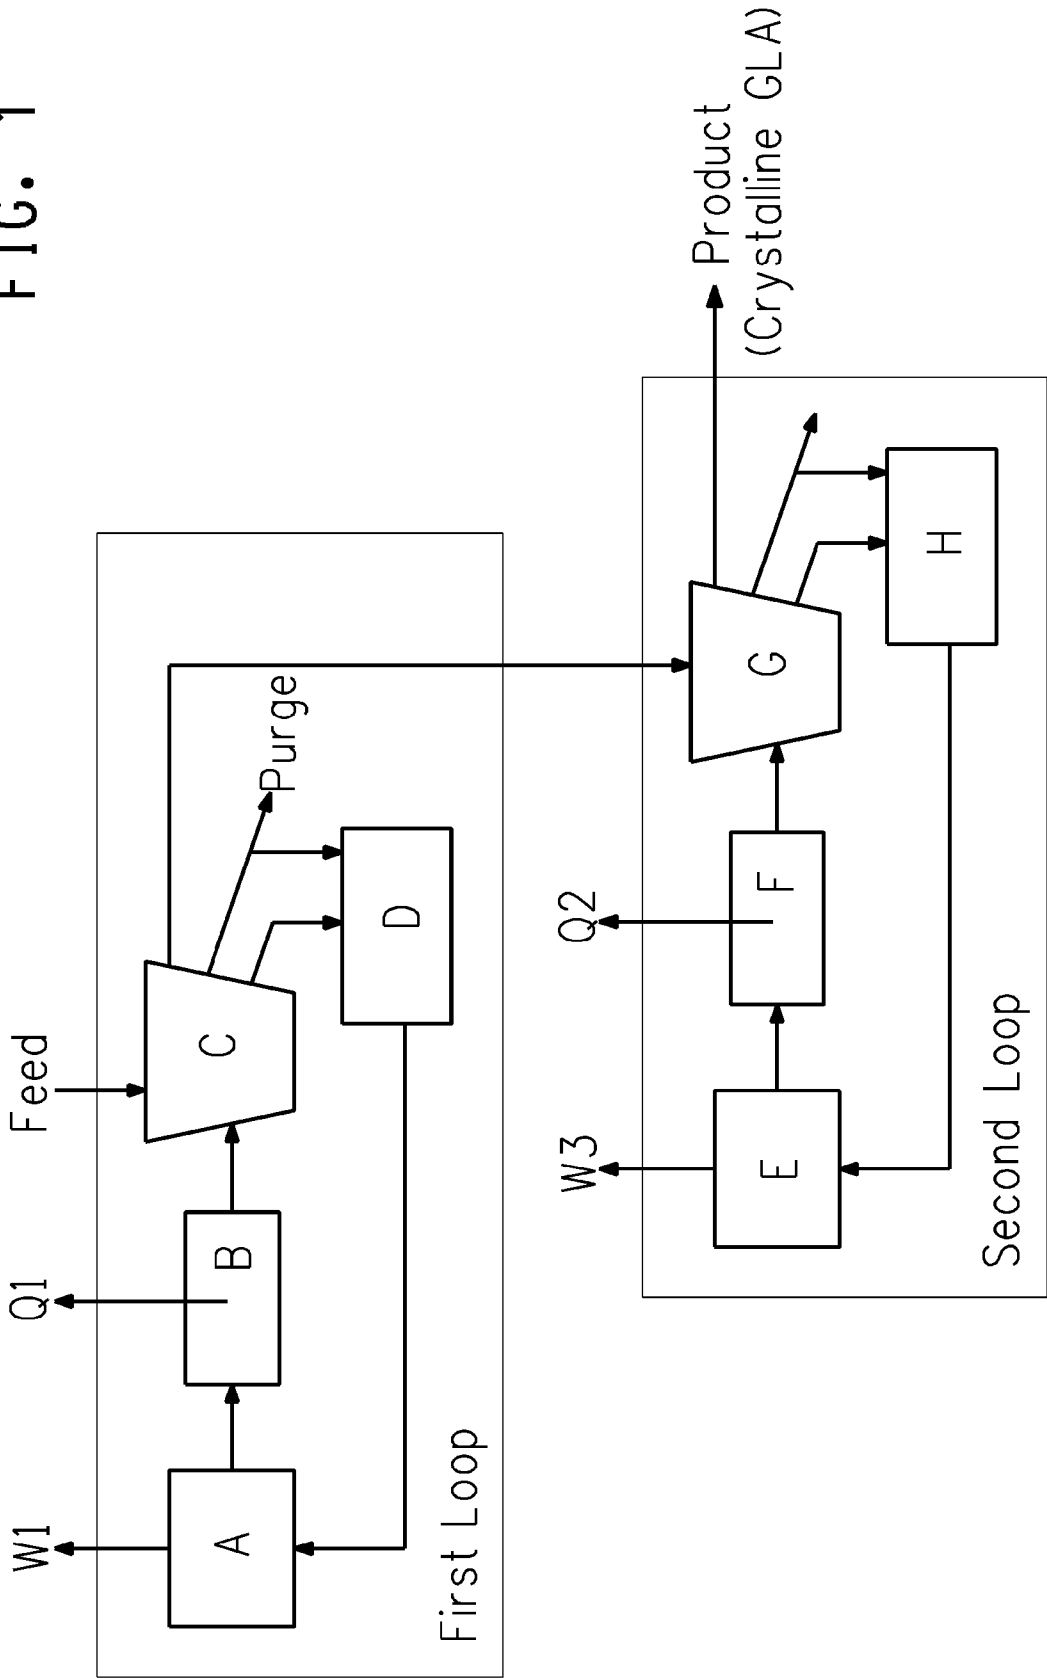 FIG. 1
W1
Q1
Feed
A
B
C
Purge
D
First Loop
W3
Q2
E
F
G
Product
(Crystalline GLA)
H
Second Loop